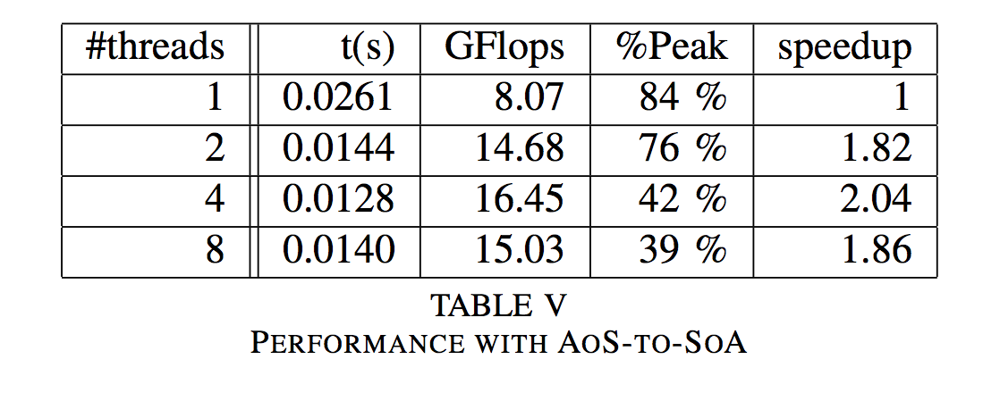 #threads t(s) GFlops %Peak speedup
1 0.0261 8.07 84 % 1
2 0.0144 14.68 76 % 1.82
4 0.0128 16.45 42 % 2.04
8 0.0140 15.03 39 % 1.86
TABLE V
PERFORMANCE WITH AOS-TO-SOA